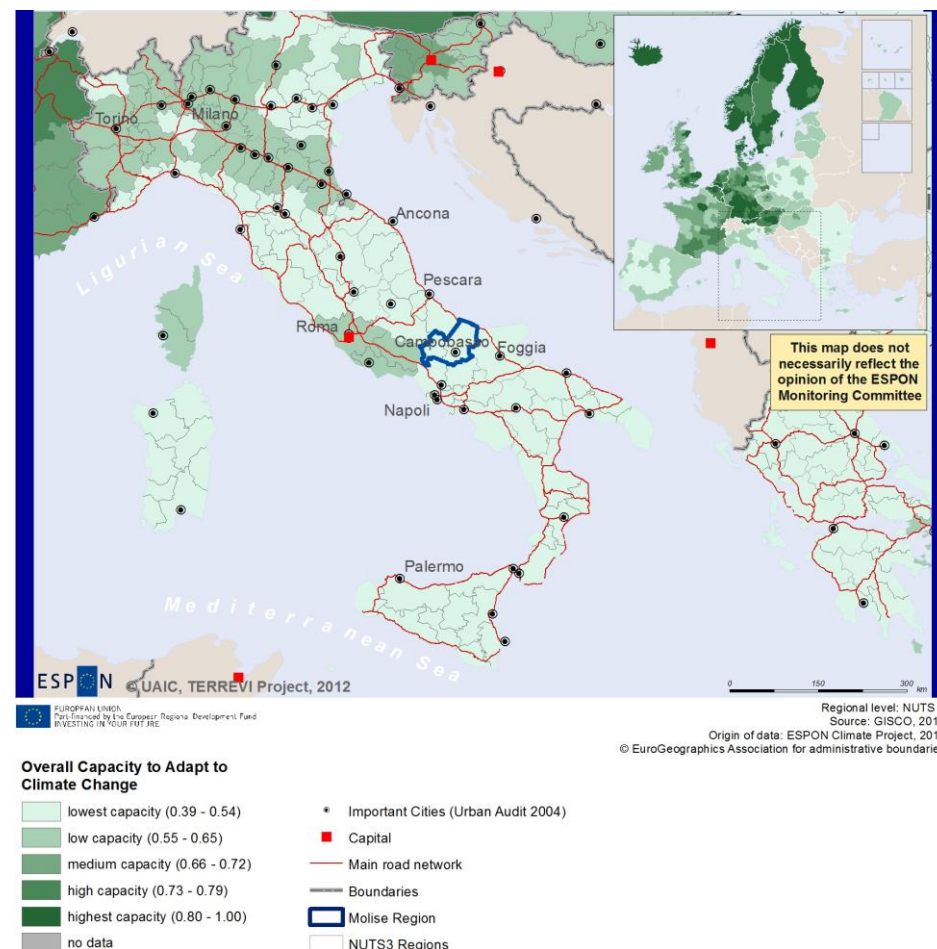 Torino
Milano
Ancona
Ligurian Sea
Pescara
Roma
Campobasso
Foggia
Napoli
This map does not
necessarily reflect the
opinion of the ESPON
Monitoring Committee
Palermo
Mediterranean Sea
ESPON
© UAIC, TERREVI Project, 2012
0 150 300
km
EUROPEAN UNION
Part-financed by the European Regional Development Fund
INVESTING IN YOUR FUTURE
Regional level: NUTS
Source: GISCO, 201
Origin of data: ESPON Climate Project, 201
© EuroGeographics Association for administrative boundarie
Overall Capacity to Adapt to
Climate Change
lowest capacity (0.39 - 0.54)
low capacity (0.55 - 0.65)
medium capacity (0.66 - 0.72)
high capacity (0.73 - 0.79)
highest capacity (0.80 - 1.00)
no data
Important Cities (Urban Audit 2004)
Capital
Main road network
Boundaries
Molise Region
NUTS3 Regions